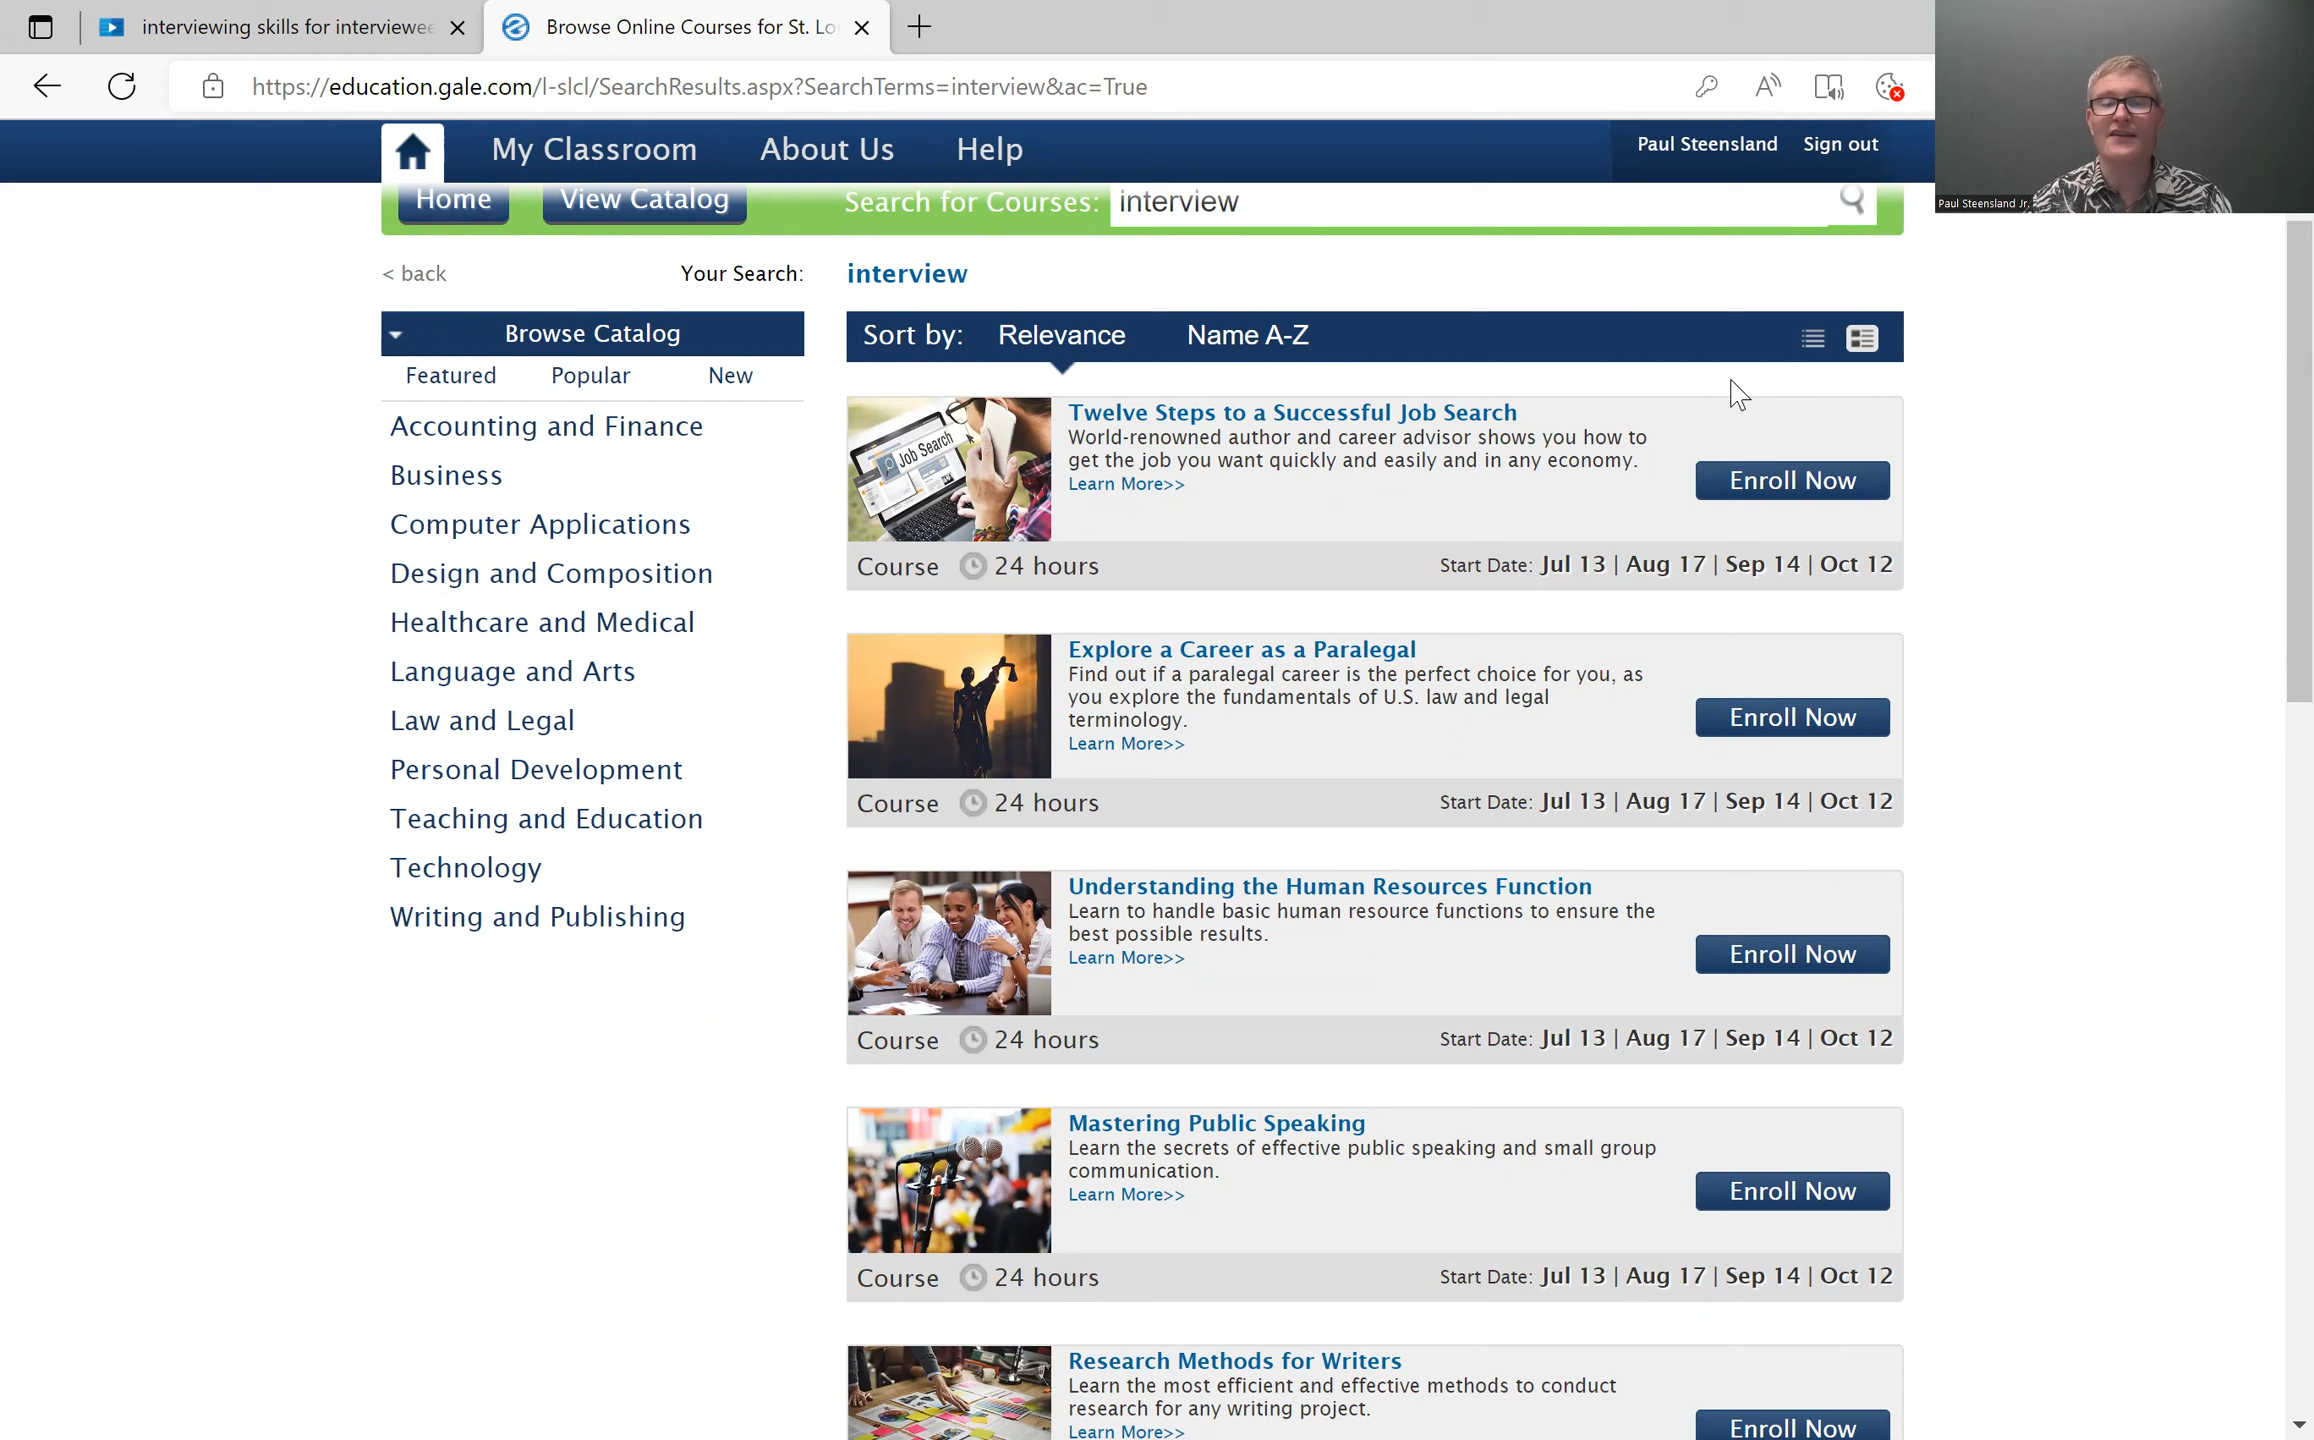 interviewing skills for interviewee
Browse Online Courses for St. Lo
https://education.gale.com/l-slcl/SearchResults.aspx?SearchTerms=interview&ac=True
My Classroom About Us Help
Paul Steensland Sign out
Paul Steensland Jr.
Home View Catalog Search for Courses: interview
< back Your Search: interview
Browse Catalog
Featured Popular New
Accounting and Finance
Business
Computer Applications
Design and Composition
Healthcare and Medical
Language and Arts
Law and Legal
Personal Development
Teaching and Education
Technology
Writing and Publishing
Sort by: Relevance Name A-Z
Job Search
Twelve Steps to a Successful Job Search
World-renowned author and career advisor shows you how to
get the job you want quickly and easily and in any economy.
Learn More>>
Enroll Now
Course 24 hours Start Date: Jul 13 | Aug 17 | Sep 14 | Oct 12
Explore a Career as a Paralegal
Find out if a paralegal career is the perfect choice for you, as
you explore the fundamentals of U.S. law and legal
terminology.
Learn More>>
Enroll Now
Course 24 hours Start Date: Jul 13 | Aug 17 | Sep 14 | Oct 12
Understanding the Human Resources Function
Learn to handle basic human resource functions to ensure the
best possible results.
Learn More>>
Enroll Now
Course 24 hours Start Date: Jul 13 | Aug 17 | Sep 14 | Oct 12
Mastering Public Speaking
Learn the secrets of effective public speaking and small group
communication.
Learn More>>
Enroll Now
Course 24 hours Start Date: Jul 13 | Aug 17 | Sep 14 | Oct 12
Research Methods for Writers
Learn the most efficient and effective methods to conduct
research for any writing project.
Learn More>>
Enroll Now